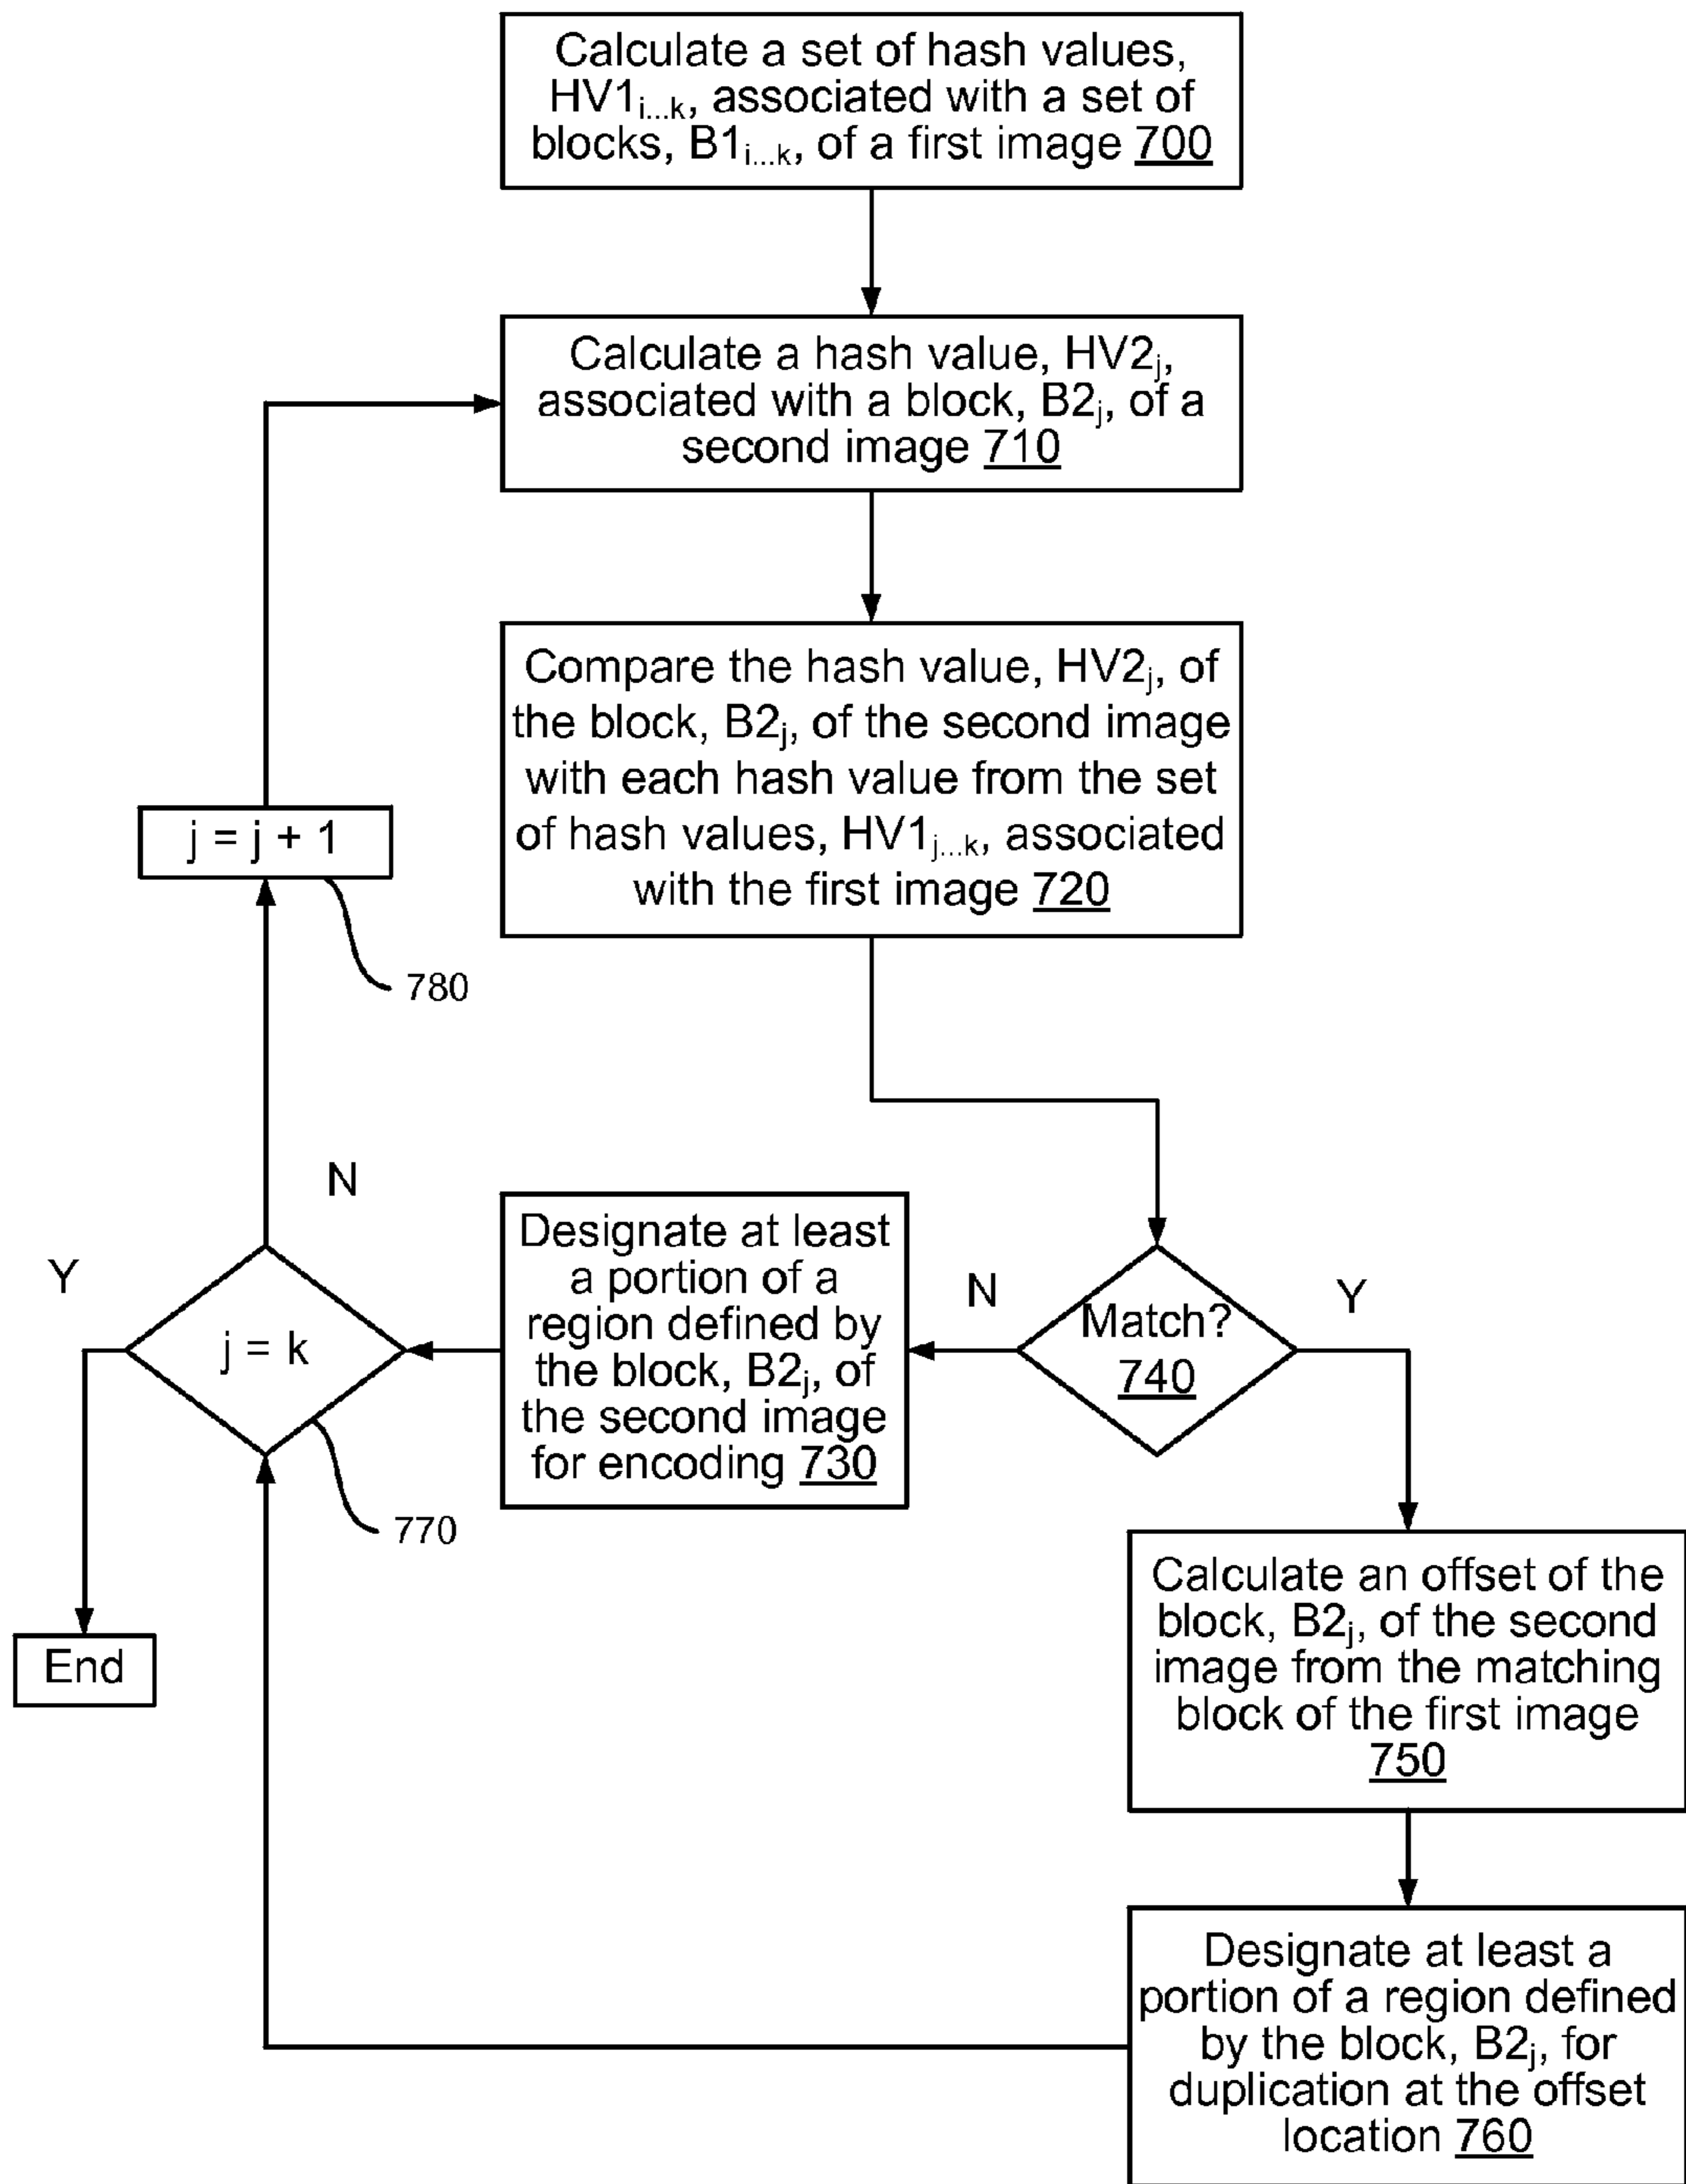 Calculate a set of hash values,
HV1i...k, associated with a set of
blocks, B1i...k, of a first image 700
Calculate a hash value, HV2j,
associated with a block, B2j, of a
second image 710
Compare the hash value, HV2j, of
the block, B2j, of the second image
with each hash value from the set
of hash values, HV1j...k, associated
with the first image 720
j = j + 1
780
N
Y
j = k
770
End
Designate at least
a portion of a
region defined by
the block, B2j, of
the second image
for encoding 730
N
Match?
740
Y
Calculate an offset of the
block, B2j, of the second
image from the matching
block of the first image
750
Designate at least a
portion of a region defined
by the block, B2j, for
duplication at the offset
location 760